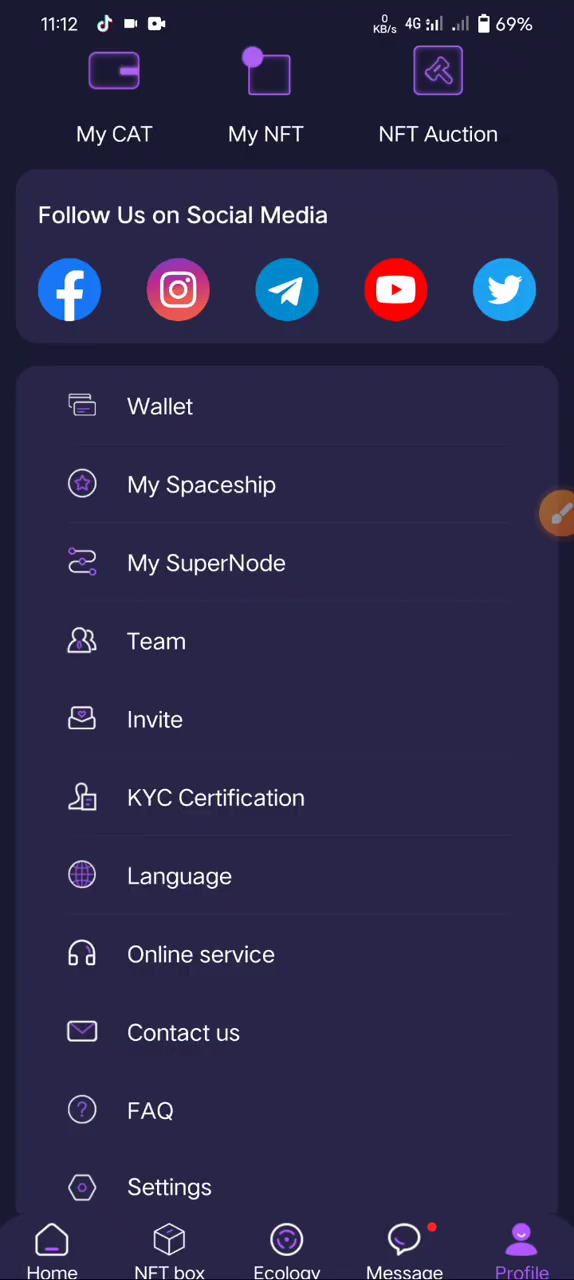 11:12
0
KB/s
4G
69%
My CAT
My NFT
NFT Auction
Follow Us on Social Media
Wallet
My Spaceship
My SuperNode
Team
Invite
KYC Certification
Language
Online service
Contact us
FAQ
Settings
Home
NFT box
Ecology
Message
Profile